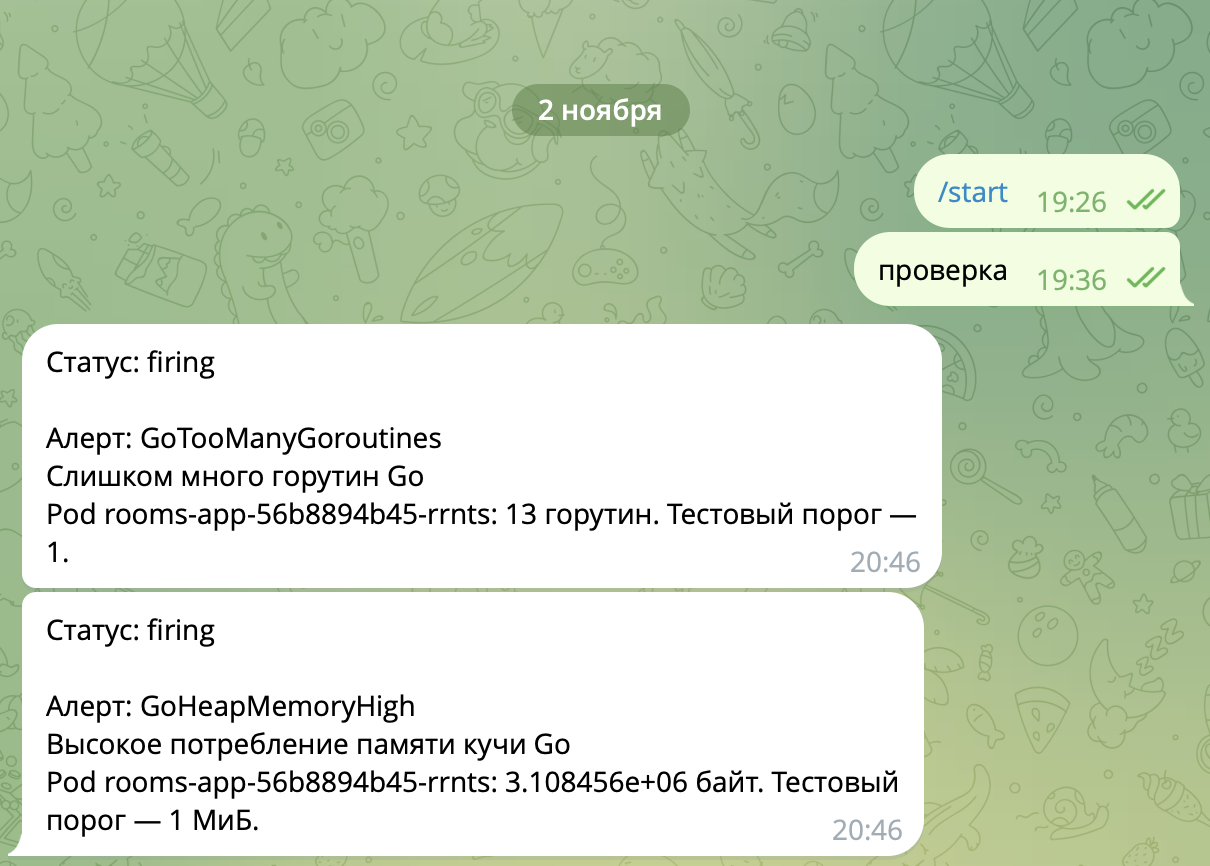 2 ноября
/start 19:26
проверка 19:36
Статус: firing
Алерт: GoTooManyGoroutines
Слишком много горутин Go
Pod rooms-app-56b8894b45-rrnts: 13 горутин. Тестовый порог —
1.
20:46
Статус: firing
Алерт: GoHeapMemoryHigh
Высокое потребление памяти кучи Go
Pod rooms-app-56b8894b45-rrnts: 3.108456e+06 байт. Тестовый
порог — 1 МиБ.
20:46